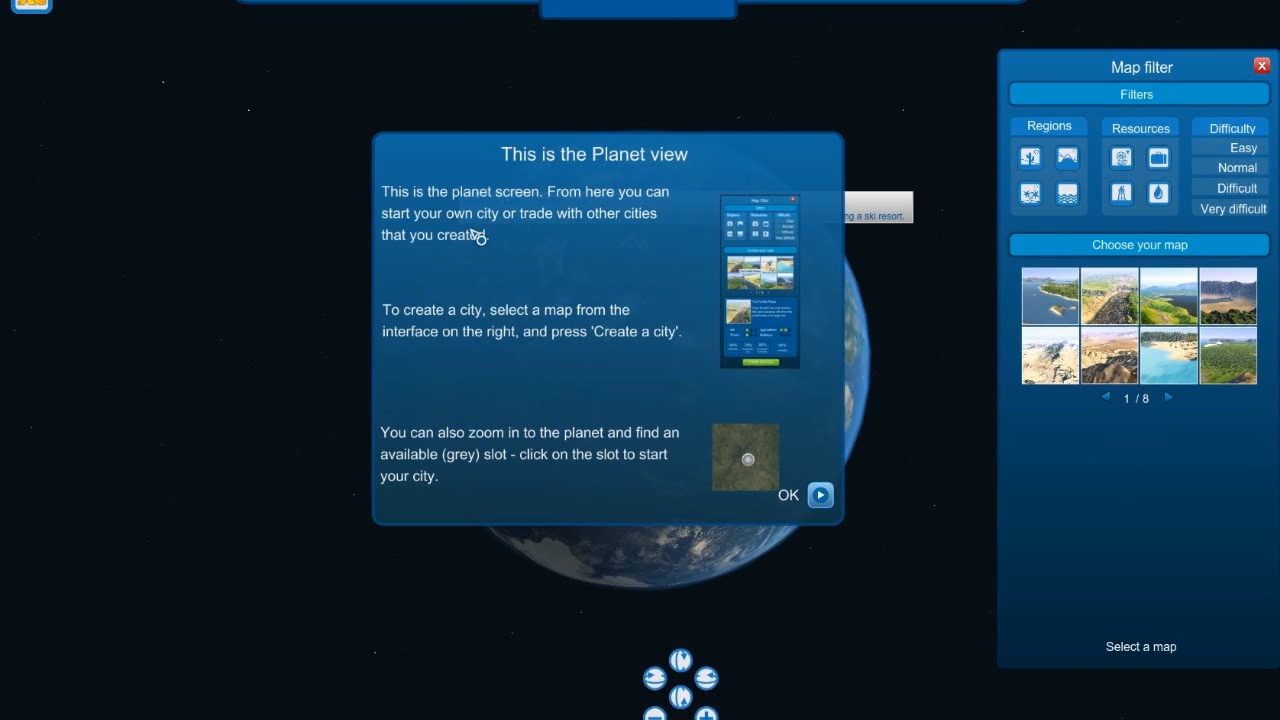 This is the Planet view
This is the planet screen. From here you can
start your own city or trade with other cities
that you created.
To create a city, select a map from the
interface on the right, and press 'Create a city'.
You can also zoom in to the planet and find an
available (grey) slot - click on the slot to start
your city.
OK
ng a ski resort.
Map filter
Filters
Regions
Resources
Difficulty
Easy
Normal
Difficult
Very difficult
Choose your map
1 / 8
Select a map